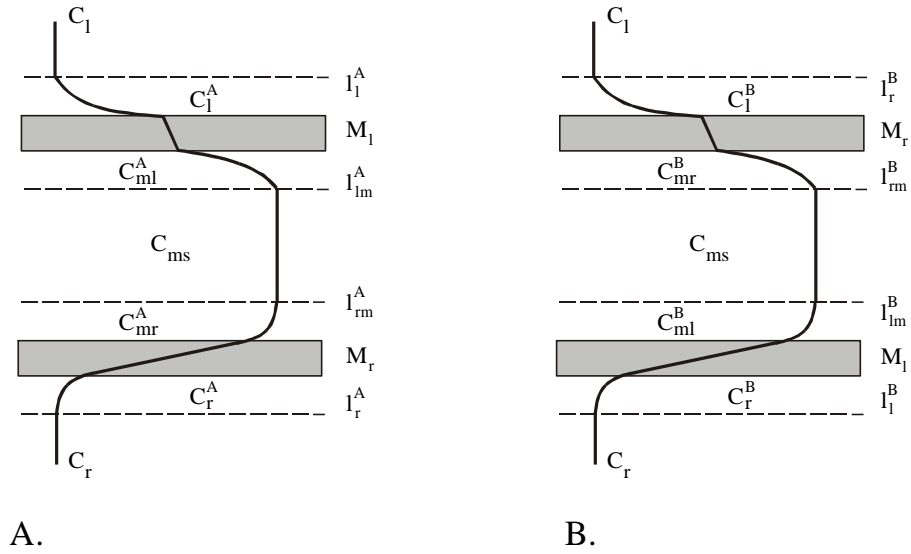 C_l
l_l^A
C_l^A
M_l
C_ml^A
l_lm^A
C_ms
l_rm^A
C_mr^A
M_r
C_r^A
l_r^A
C_r
A.
C_l
l_r^B
C_l^B
M_r
C_mr^B
l_rm^B
C_ms
l_lm^B
C_ml^B
M_l
C_r^B
l_l^B
C_r
B.